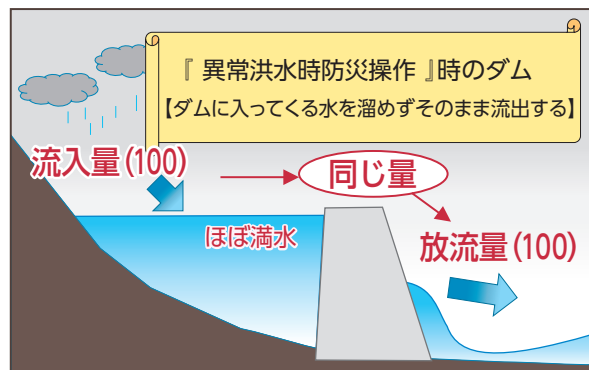 『 異常洪水時防災操作 』時のダム
【ダムに入ってくる水を溜めずそのまま流出する】
流入量(100)
同じ量
ほぼ満水
放流量(100)